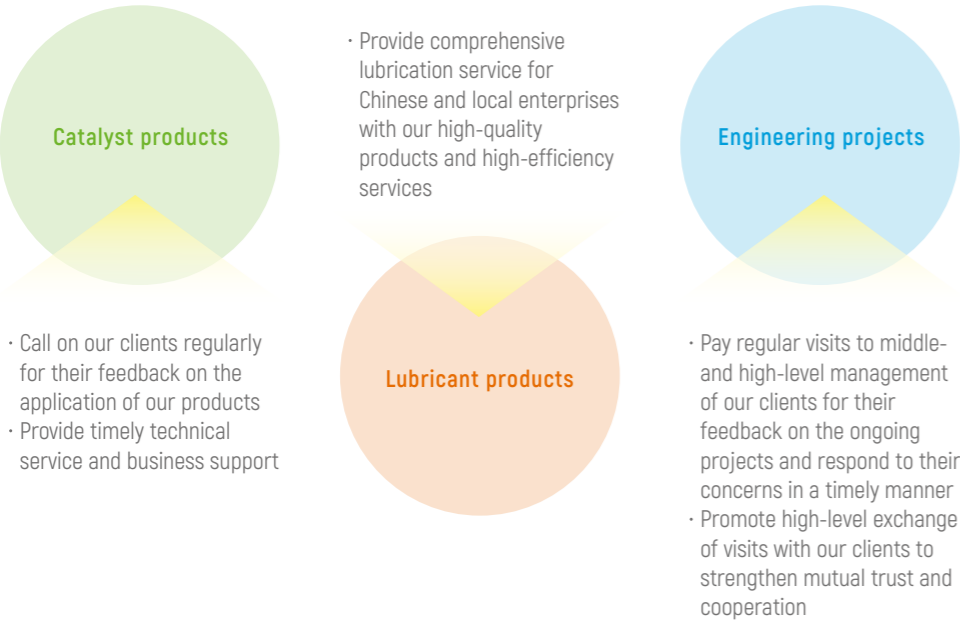 Catalyst products
· Call on our clients regularly
for their feedback on the
application of our products
· Provide timely technical
service and business support
· Provide comprehensive
lubrication service for
Chinese and local enterprises
with our high-quality
products and high-efficiency
services
Lubricant products
Engineering projects
· Pay regular visits to middle-
and high-level management
of our clients for their
feedback on the ongoing
projects and respond to their
concerns in a timely manner
· Promote high-level exchange
of visits with our clients to
strengthen mutual trust and
cooperation